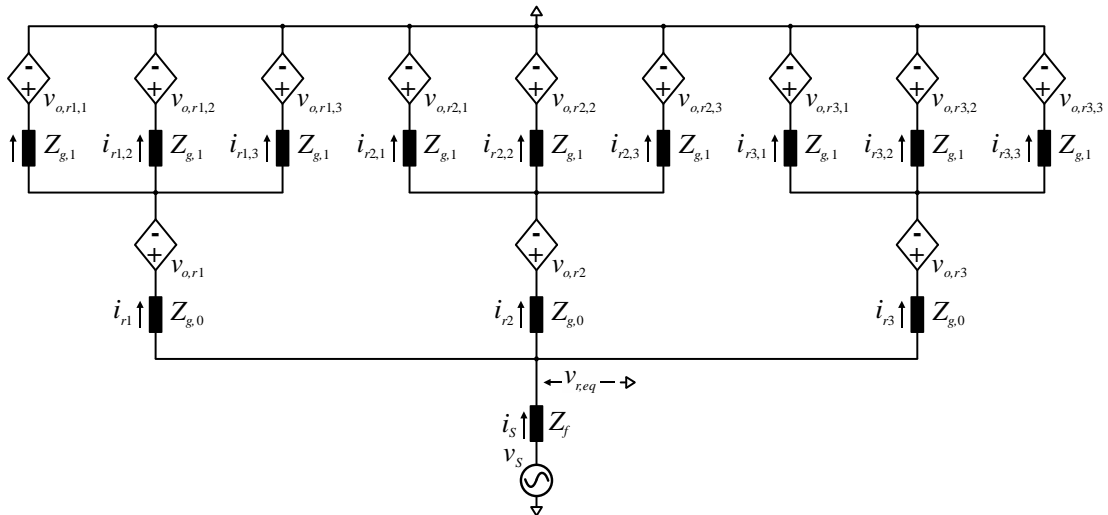 - - - - - - - - -
+ + + + + + + + +
v_{o,r1,1} v_{o,r1,2} v_{o,r1,3} v_{o,r2,1} v_{o,r2,2} v_{o,r2,3} v_{o,r3,1} v_{o,r3,2} v_{o,r3,3}
Z_{g,1} i_{r1,2} Z_{g,1} i_{r1,3} Z_{g,1} i_{r2,1} Z_{g,1} i_{r2,2} Z_{g,1} i_{r2,3} Z_{g,1} i_{r3,1} Z_{g,1} i_{r3,2} Z_{g,1} i_{r3,3} Z_{g,1}
- - -
+ + +
v_{o,r1} v_{o,r2} v_{o,r3}
i_{r1} Z_{g,0} i_{r2} Z_{g,0} i_{r3} Z_{g,0}
v_{r,eq}
i_S Z_f
v_S